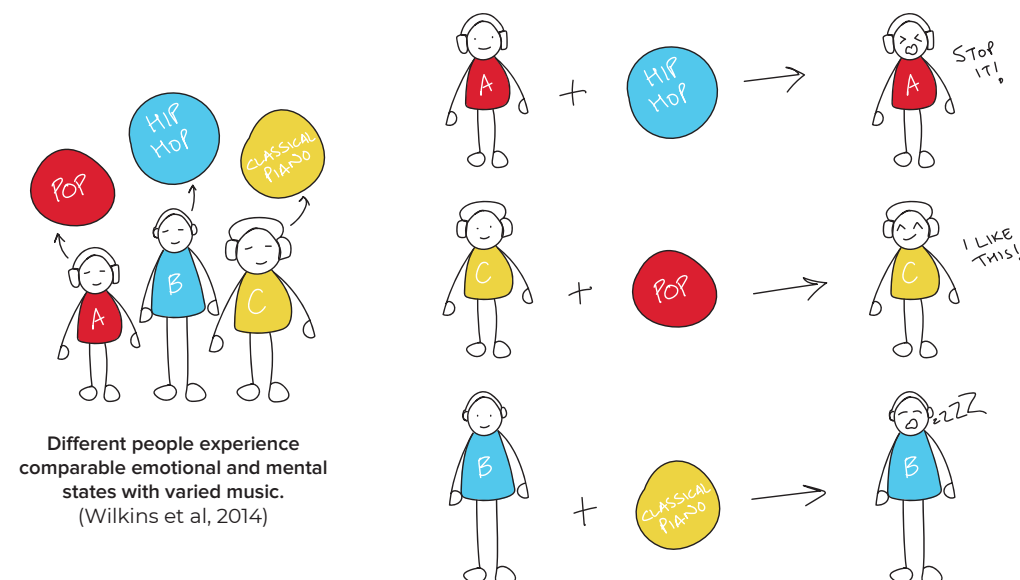 POP
HIP
HOP
CLASSICAL
PIANO
A
B
C
Different people experience
comparable emotional and mental
states with varied music.
(Wilkins et al, 2014)
A
+
HIP
HOP
A
STOP
IT!
C
+
POP
C
I LIKE
THIS!
B
+
CLASSICAL
PIANO
B
zzZZZ